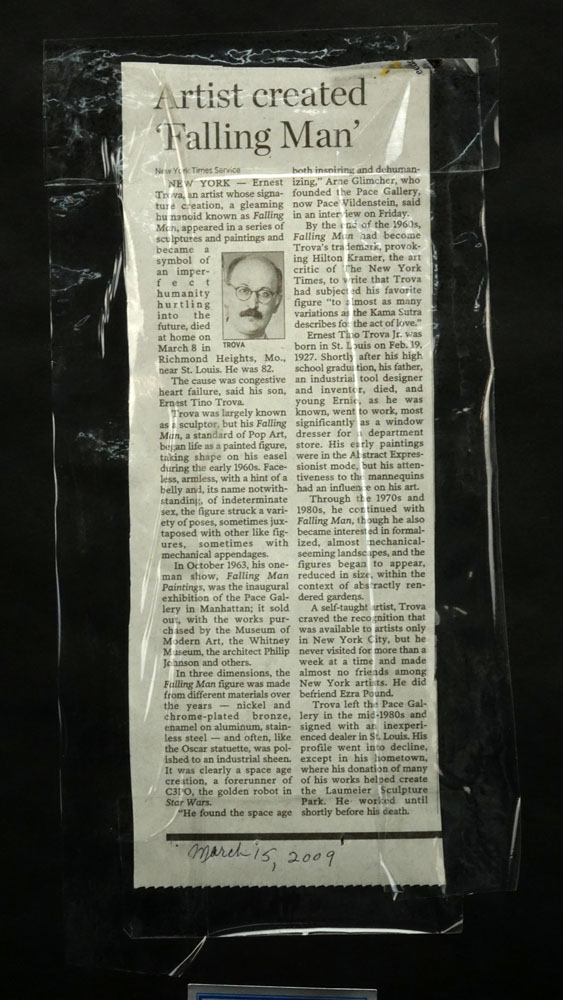 Artist created
'Falling Man'
New York Times Service
NEW YORK — Ernest
Trova, an artist whose signa-
ture creation, a gleaming
humanoid known as Falling
Man, appeared in a series of
sculptures and paintings and
became a
symbol of
an imper-
fect
humanity
hurtling
into the
future, died
at home on
March 8 in
Richmond Heights, Mo.,
near St. Louis. He was 82.
TROVA
The cause was congestive
heart failure, said his son,
Ernest Tino Trova.
Trova was largely known
as a sculptor, but his Falling
Man, a standard of Pop Art,
began life as a painted figure,
taking shape on his easel
during the early 1960s. Face-
less, armless, with a hint of a
belly and, its name notwith-
standing, of indeterminate
sex, the figure struck a vari-
ety of poses, sometimes jux-
taposed with other like fig-
ures, sometimes with
mechanical appendages.
In October 1963, his one-
man show, Falling Man
Paintings, was the inaugural
exhibition of the Pace Gal-
lery in Manhattan; it sold
out, with the works pur-
chased by the Museum of
Modern Art, the Whitney
Museum, the architect Philip
Johnson and others.
In three dimensions, the
Falling Man figure was made
from different materials over
the years — nickel and
chrome-plated bronze,
enamel on aluminum, stain-
less steel — and often, like
the Oscar statuette, was pol-
ished to an industrial sheen.
It was clearly a space age
creation, a forerunner of
C3PO, the golden robot in
Star Wars.
"He found the space age
both inspiring and dehuman-
izing," Arne Glimcher, who
founded the Pace Gallery,
now PaceWildenstein, said
in an interview on Friday.
By the end of the 1960s,
Falling Man had become
Trova's trademark, provok-
ing Hilton Kramer, the art
critic of The New York
Times, to write that Trova
had subjected his favorite
figure "to almost as many
variations as the Kama Sutra
describes for the act of love."
Ernest Tino Trova Jr. was
born in St. Louis on Feb. 19,
1927. Shortly after his high
school graduation, his father,
an industrial tool designer
and inventor, died, and
young Ernie, as he was
known, went to work, most
significantly as a window
dresser for a department
store. His early paintings
were in the Abstract Expres-
sionist mode, but his atten-
tiveness to the mannequins
had an influence on his art.
Through the 1970s and
1980s, he continued with
Falling Man, though he also
became interested in formal-
ized, almost mechanical-
seeming landscapes, and the
figures began to appear,
reduced in size, within the
context of abstractly ren-
dered gardens.
A self-taught artist, Trova
craved the recognition that
was available to artists only
in New York City, but he
never visited for more than a
week at a time and made
almost no friends among
New York artists. He did
befriend Ezra Pound.
Trova left the Pace Gal-
lery in the mid-1980s and
signed with an inexperi-
enced dealer in St. Louis. His
profile went into decline,
except in his hometown,
where his donation of many
of his works helped create
the Laumeier Sculpture
Park. He worked until
shortly before his death.
March 15, 2009